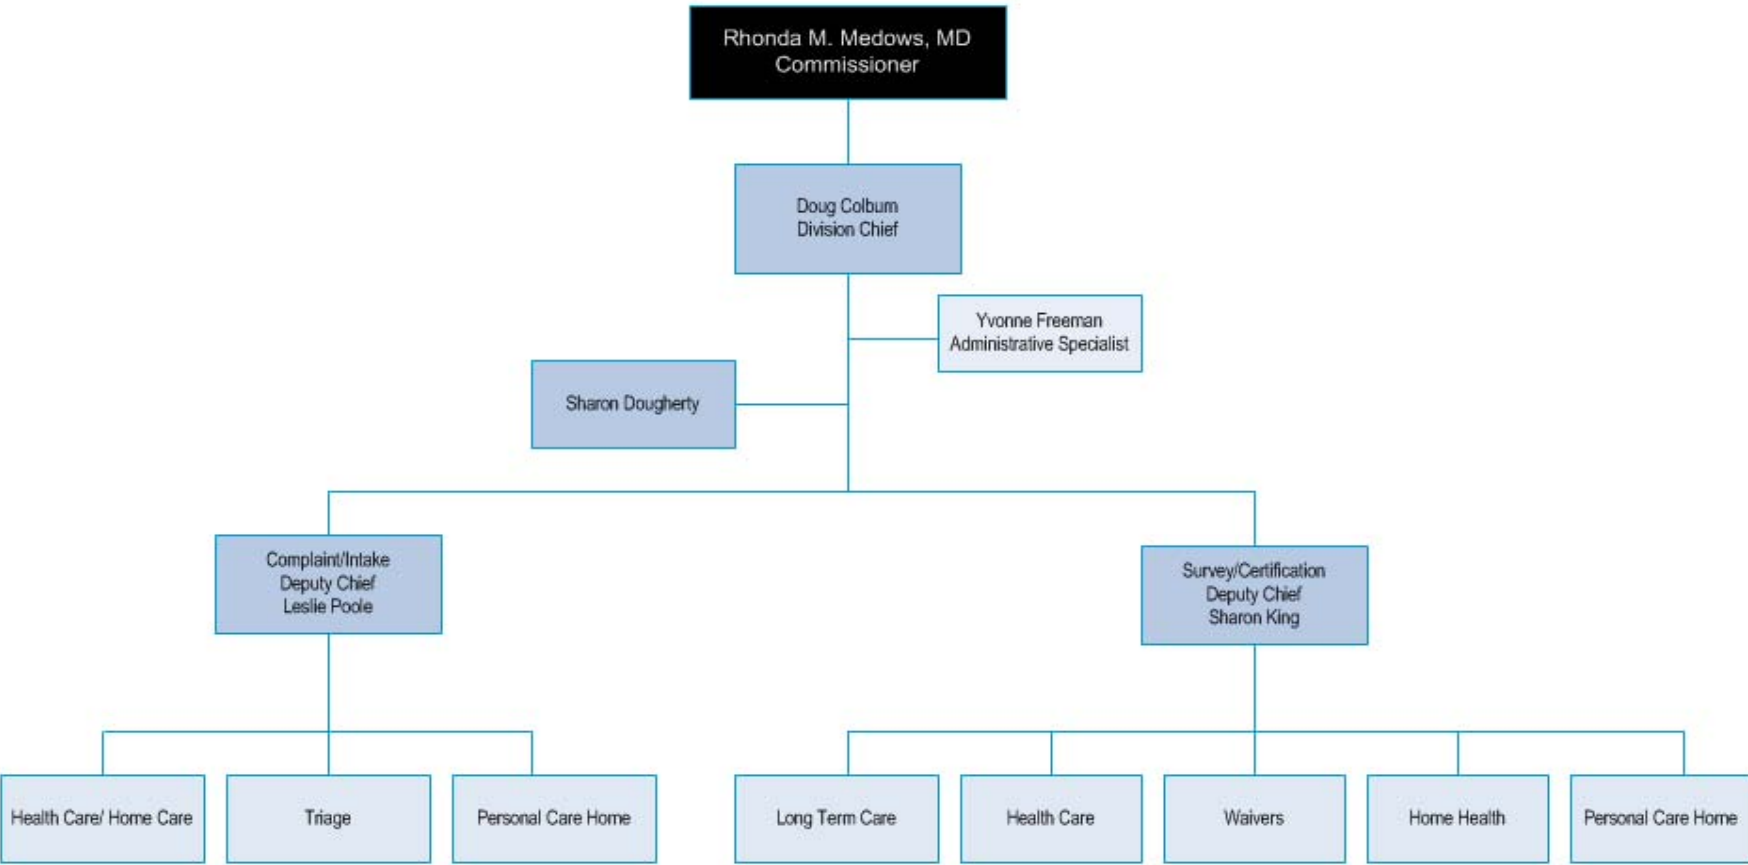 Rhonda M. Medows, MD
Commissioner
Doug Colburn
Division Chief
Yvonne Freeman
Administrative Specialist
Sharon Dougherty
Complaint/Intake
Deputy Chief
Leslie Poole
Survey/Certification
Deputy Chief
Sharon King
Health Care/ Home Care
Triage
Personal Care Home
Long Term Care
Health Care
Waivers
Home Health
Personal Care Home